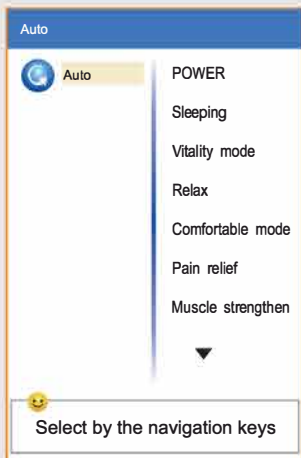 Auto
Auto
POWER
Sleeping
Vitality mode
Relax
Comfortable mode
Pain relief
Muscle strengthen
Select by the navigation keys